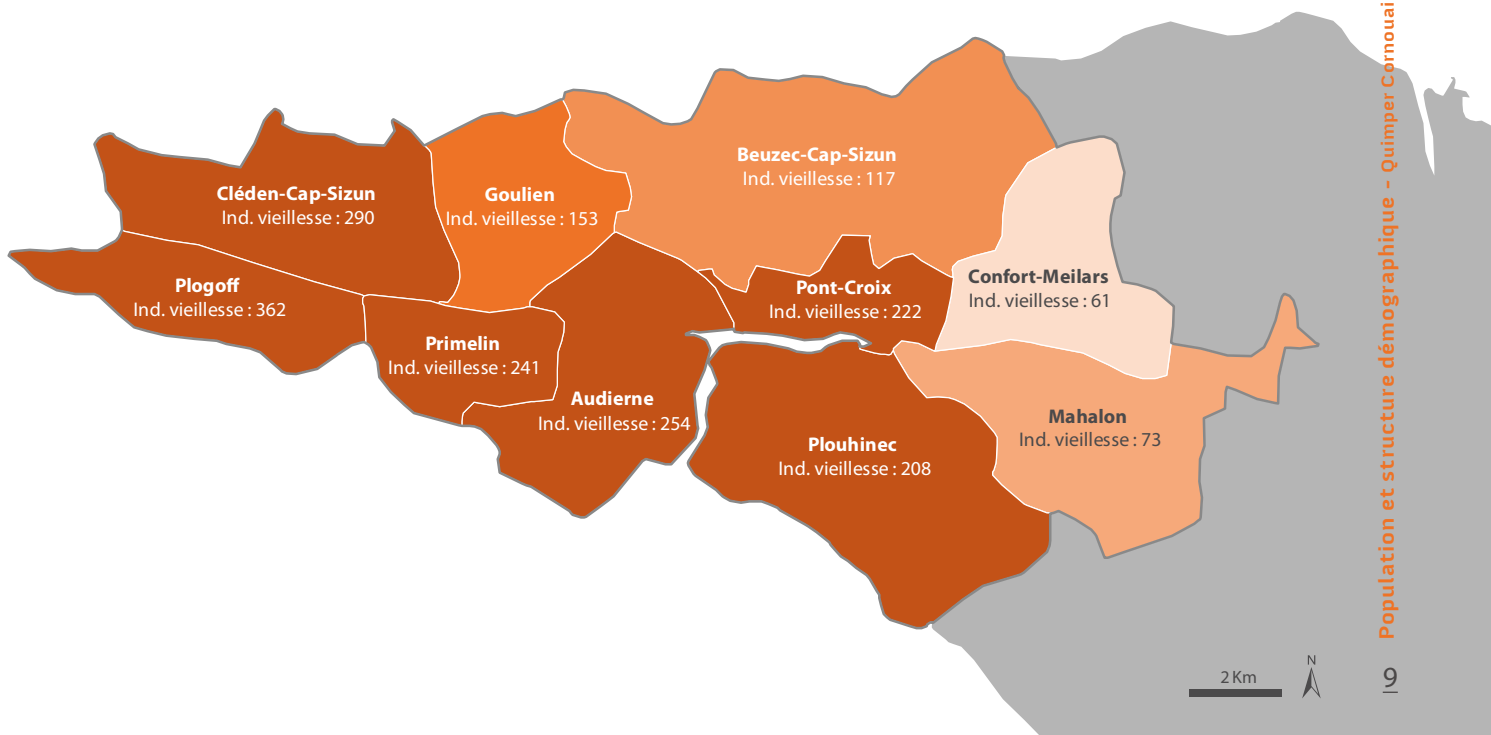 Beuzec-Cap-Sizun
Ind. vieillesse : 117
Cléden-Cap-Sizun
Ind. vieillesse : 290
Goulien
Ind. vieillesse : 153
Plogoff
Ind. vieillesse : 362
Pont-Croix
Ind. vieillesse : 222
Confort-Meilars
Ind. vieillesse : 61
Primelin
Ind. vieillesse : 241
Audierne
Ind. vieillesse : 254
Plouhinec
Ind. vieillesse : 208
Mahalon
Ind. vieillesse : 73
2 Km
N
Population et structure démographique - Quimper Cornouai
9